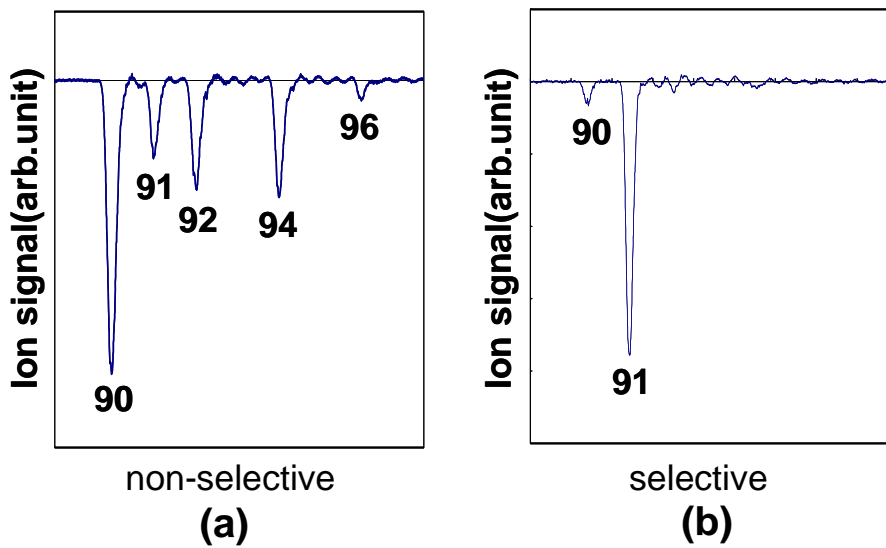 Ion signal(arb.unit)
90
91
92
94
96
non-selective
(a)
Ion signal(arb.unit)
90
91
selective
(b)